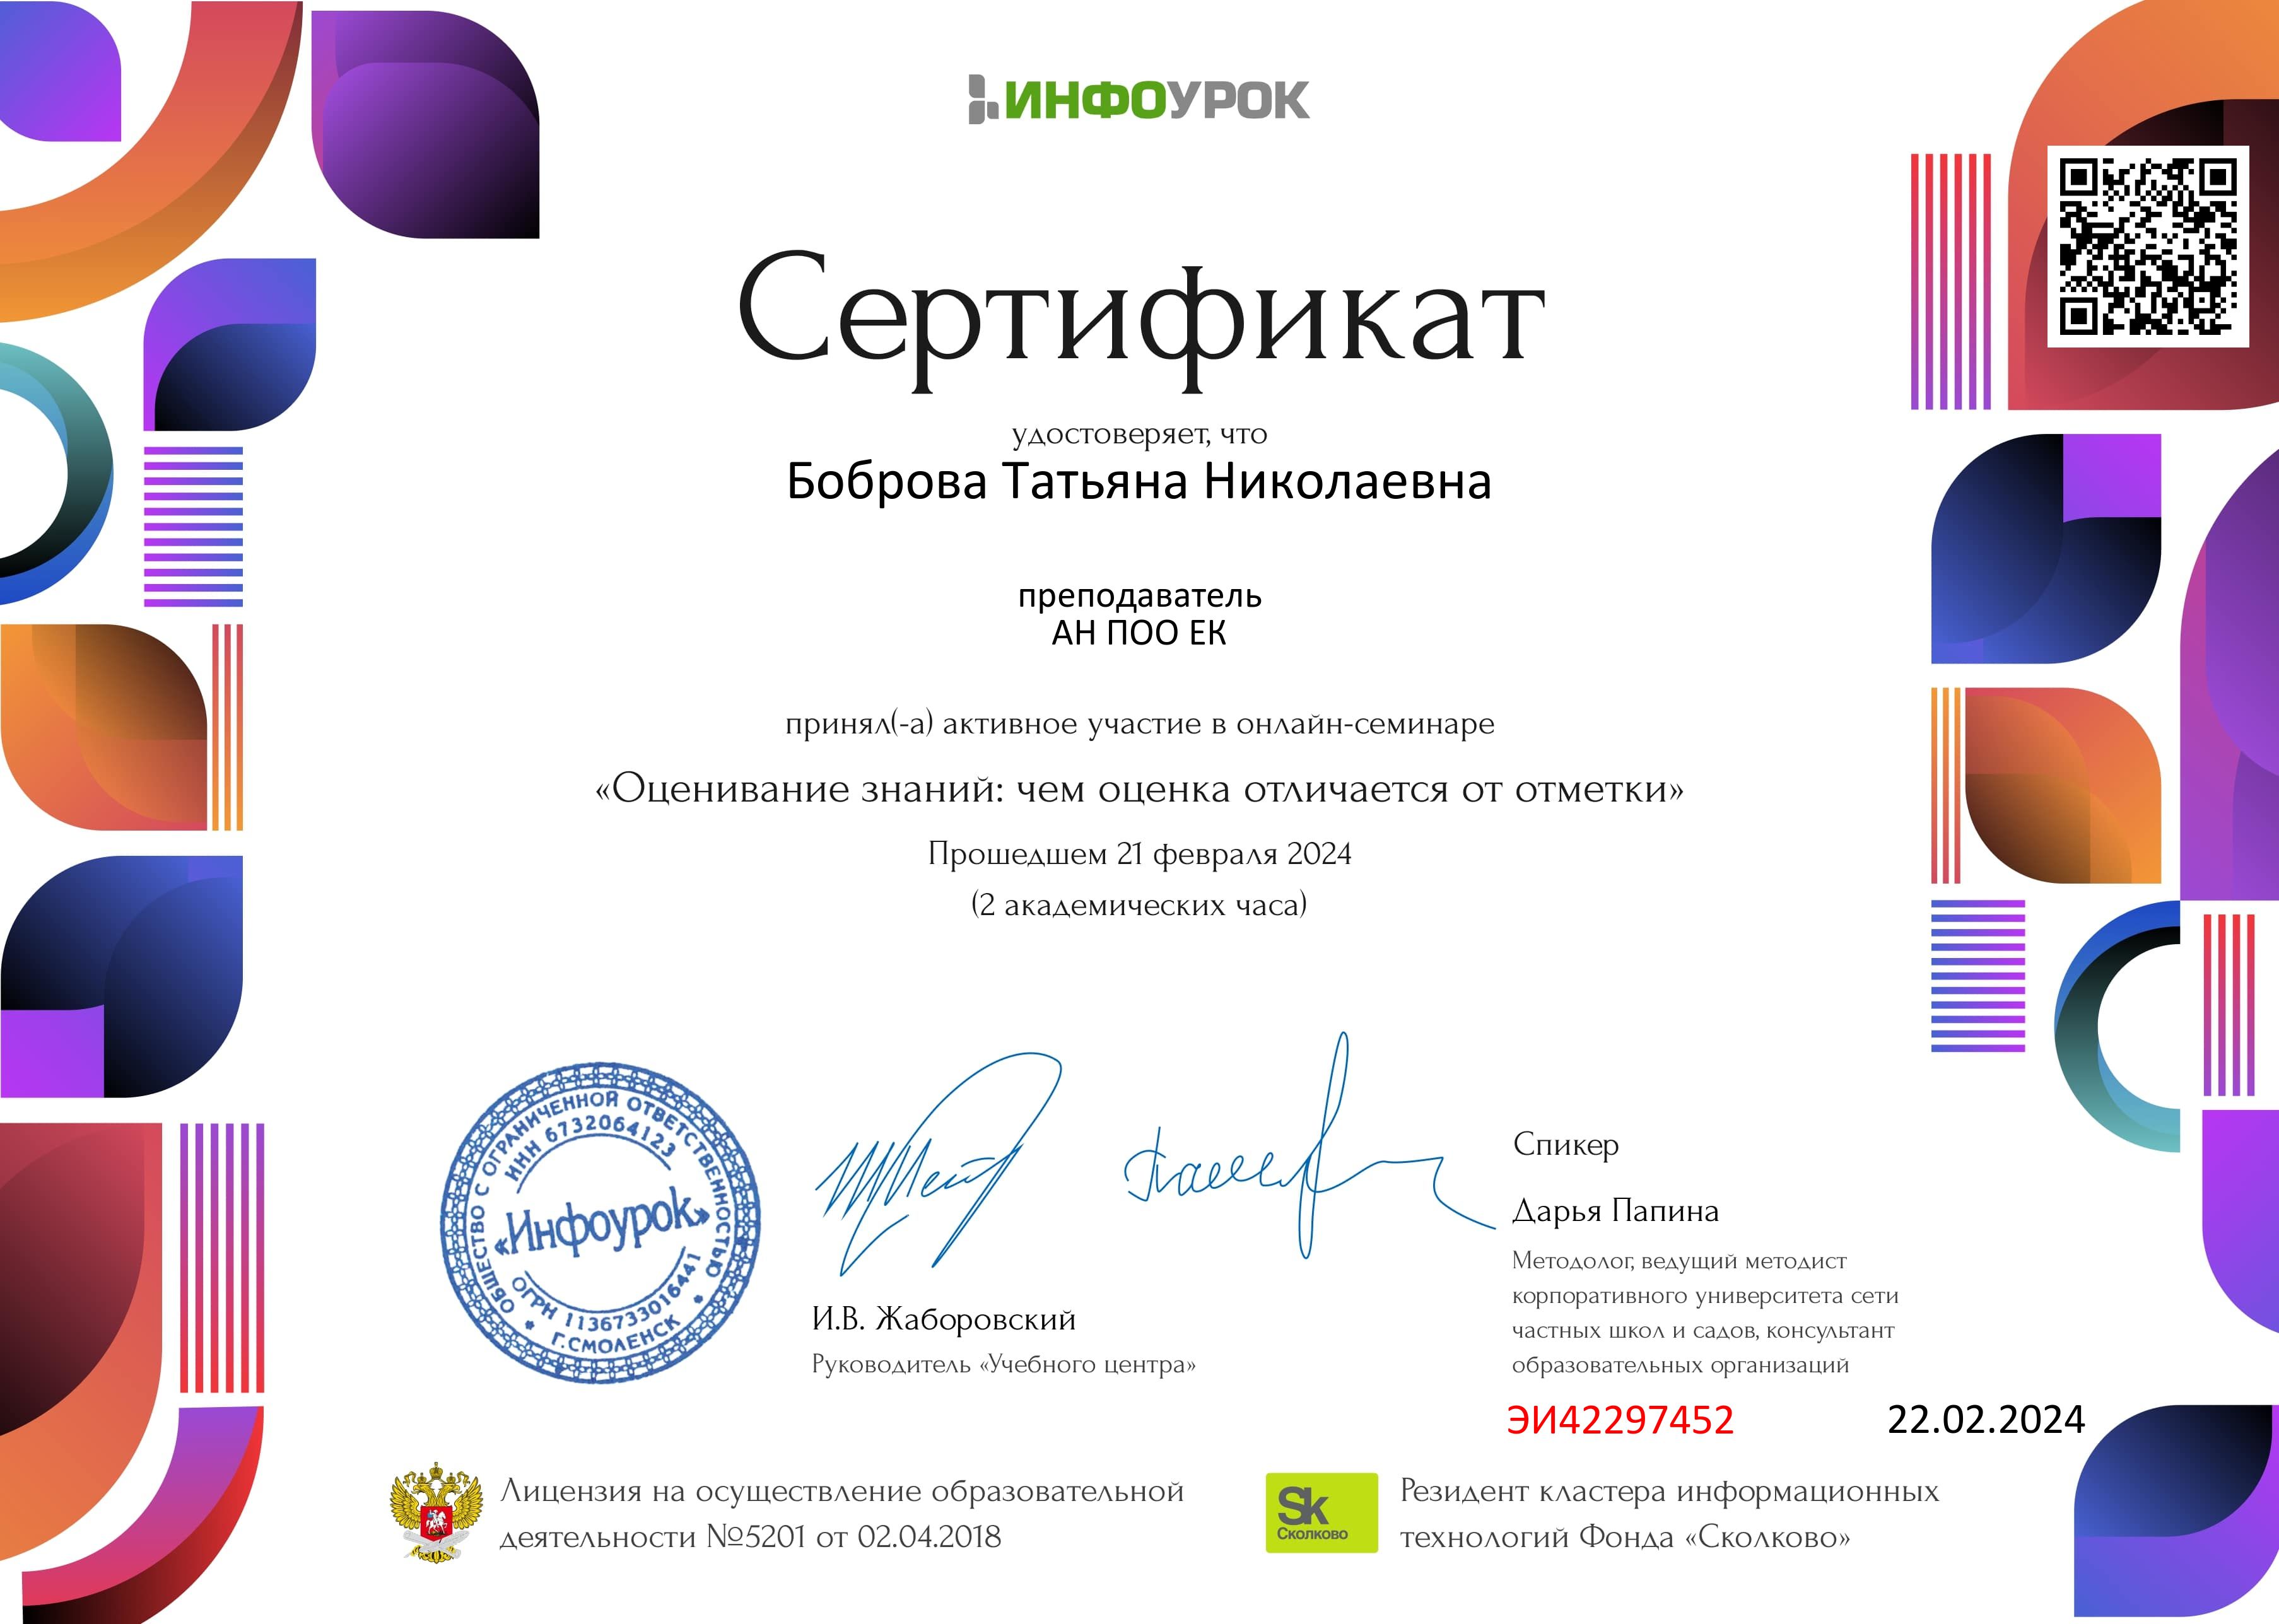 ИНФОУРОК
Сертификат
удостоверяет, что
Боброва Татьяна Николаевна
преподаватель
АН ПОО ЕК
принял(-а) активное участие в онлайн-семинаре
«Оценивание знаний: чем оценка отличается от отметки»
Прошедшем 21 февраля 2024
(2 академических часа)
ОБЩЕСТВО С ОГРАНИЧЕННОЙ ОТВЕТСТВЕННОСТЬЮ
ИНН 6732064123
«Инфоурок»
ОГРН 1136733016441
Г.СМОЛЕНСК
И.В. Жаборовский
Руководитель «Учебного центра»
Спикер
Дарья Папина
Методолог, ведущий методист
корпоративного университета сети
частных школ и садов, консультант
образовательных организаций
ЭИ42297452
22.02.2024
Лицензия на осуществление образовательной
деятельности №5201 от 02.04.2018
Sk
Сколково
Резидент кластера информационных
технологий Фонда «Сколково»